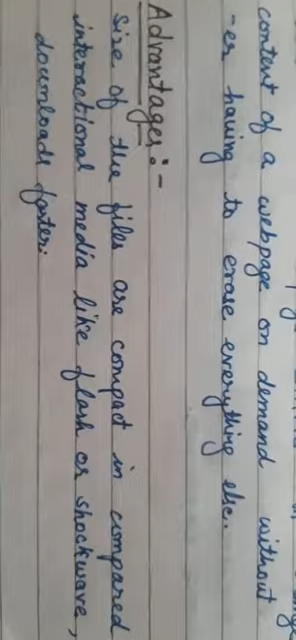 content of a webpage on demand without
-er having to erase everything else.
Advantages:-
Size of the files are compact in compared
interactional media like flash or shockwave,
downloads faster.